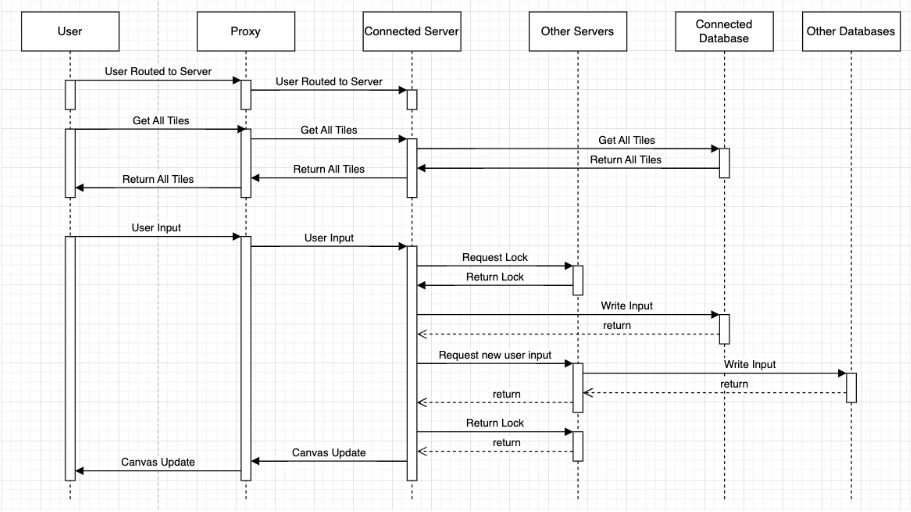 User
Proxy
Connected Server
Other Servers
Connected
Database
Other Databases
User Routed to Server
User Routed to Server
Get All Tiles
Get All Tiles
Get All Tiles
Return All Tiles
Return All Tiles
Return All Tiles
User Input
User Input
Request Lock
Return Lock
Write Input
return
Request new user input
Write Input
return
return
Return Lock
return
Canvas Update
Canvas Update